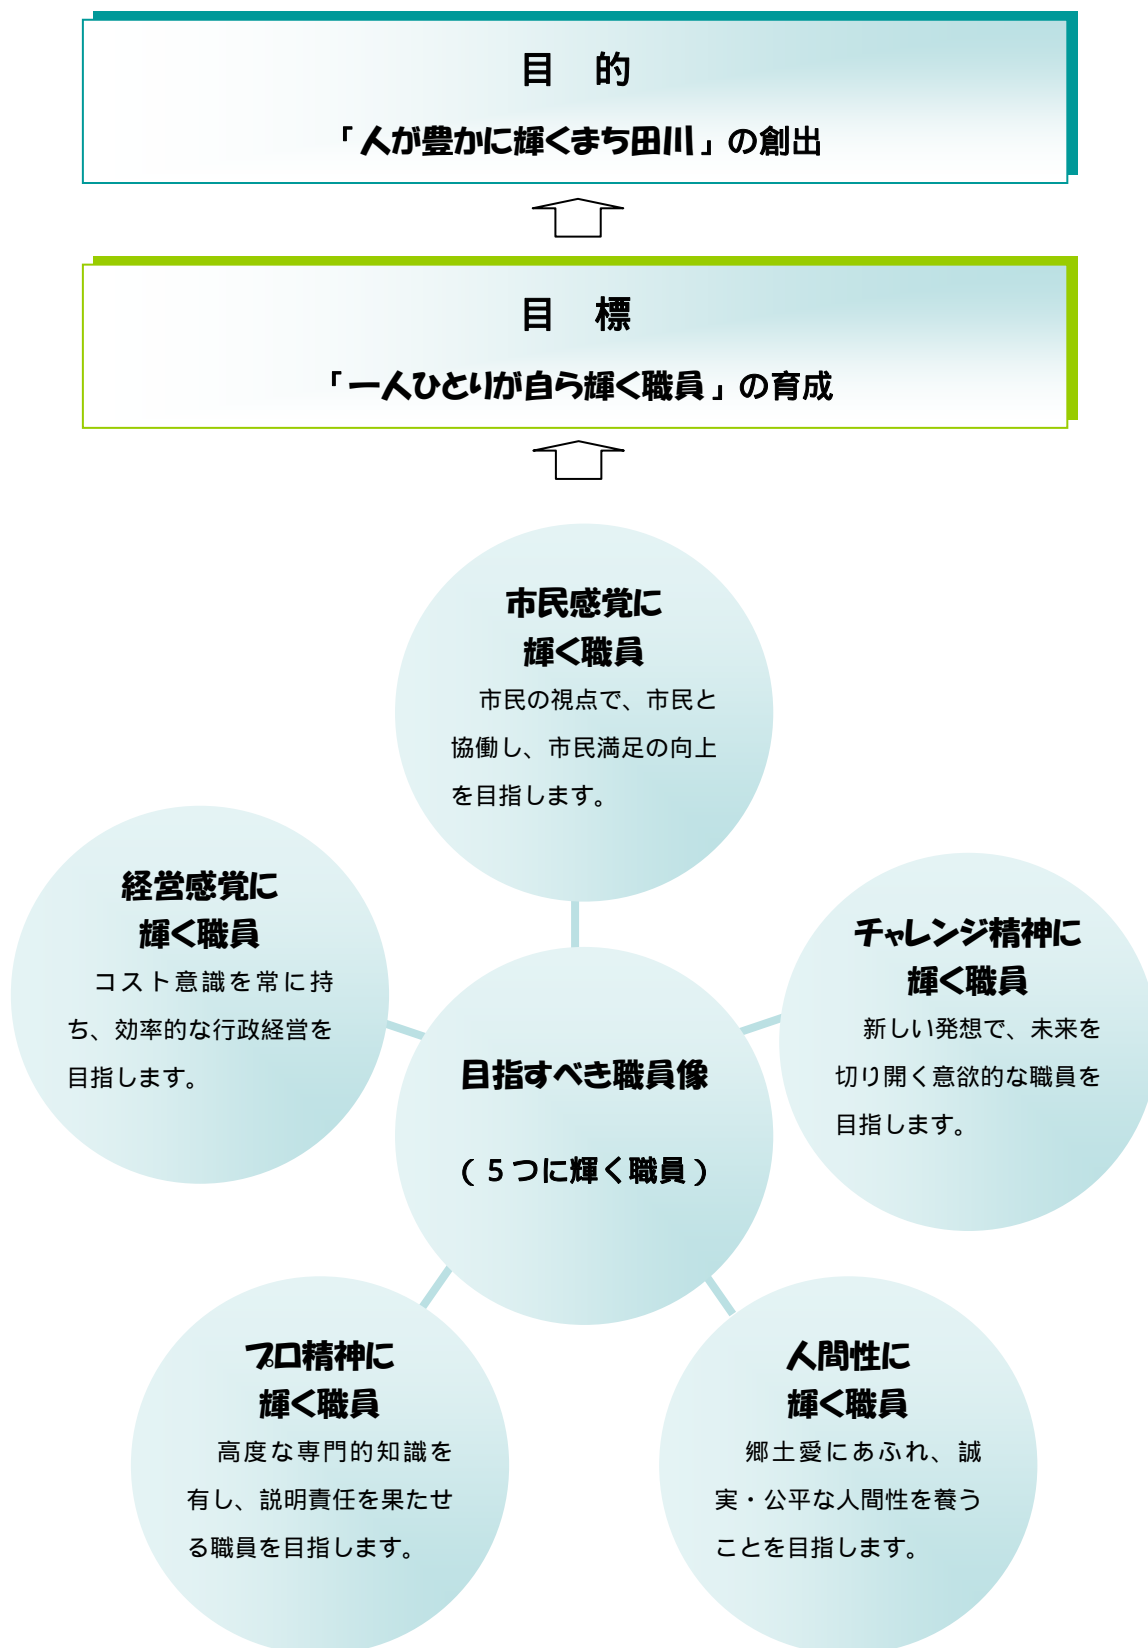 目　的
「人が豊かに輝くまち田川」の創出
目　標
「一人ひとりが自ら輝く職員」の育成
市民感覚に
輝く職員
市民の視点で、市民と
協働し、市民満足の向上
を目指します。
経営感覚に
輝く職員
コスト意識を常に持
ち、効率的な行政経営を
目指します。
チャレンジ精神に
輝く職員
新しい発想で、未来を
切り開く意欲的な職員を
目指します。
目指すべき職員像
（５つに輝く職員）
プロ精神に
輝く職員
高度な専門的知識を
有し、説明責任を果たせ
る職員を目指します。
人間性に
輝く職員
郷土愛にあふれ、誠
実・公平な人間性を養う
ことを目指します。